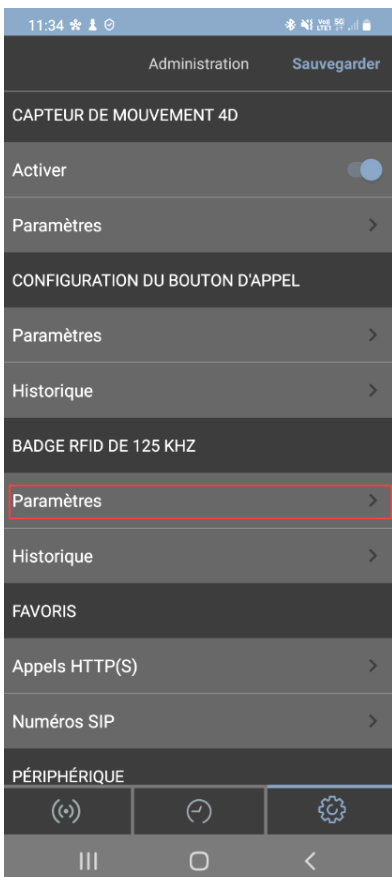 11:34
Administration Sauvegarder
CAPTEUR DE MOUVEMENT 4D
Activer
Paramètres
CONFIGURATION DU BOUTON D'APPEL
Paramètres
Historique
BADGE RFID DE 125 KHZ
Paramètres
Historique
FAVORIS
Appels HTTP(S)
Numéros SIP
PÉRIPHÉRIQUE